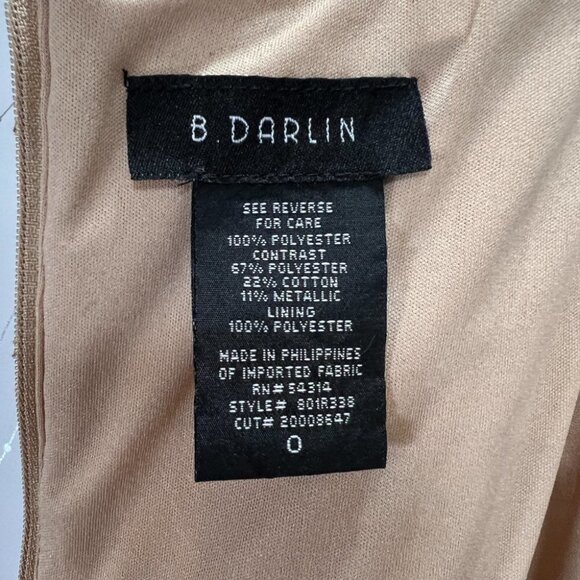 B. DARLIN
SEE REVERSE
FOR CARE
100% POLYESTER
CONTRAST
67% POLYESTER
22% COTTON
11% METALLIC
LINING
100% POLYESTER
MADE IN PHILIPPINES
OF IMPORTED FABRIC
RN# 54314
STYLE# 801R338
CUT# 20008647
0